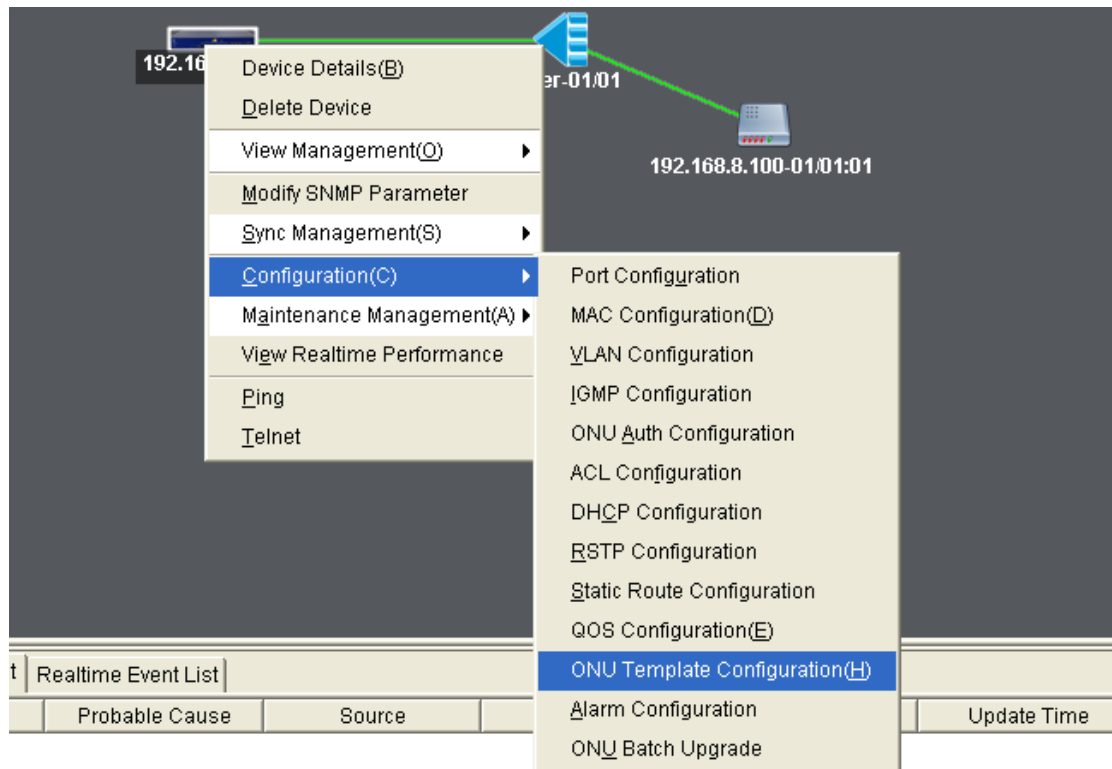 192.16
er-01/01
192.168.8.100-01/01:01
Device Details(B)
Delete Device
View Management(O)
Modify SNMP Parameter
Sync Management(S)
Configuration(C)
Maintenance Management(A)
View Realtime Performance
Ping
Telnet
Port Configuration
MAC Configuration(D)
VLAN Configuration
IGMP Configuration
ONU Auth Configuration
ACL Configuration
DHCP Configuration
RSTP Configuration
Static Route Configuration
QOS Configuration(E)
ONU Template Configuration(H)
Alarm Configuration
ONU Batch Upgrade
t Realtime Event List
Probable Cause Source Update Time